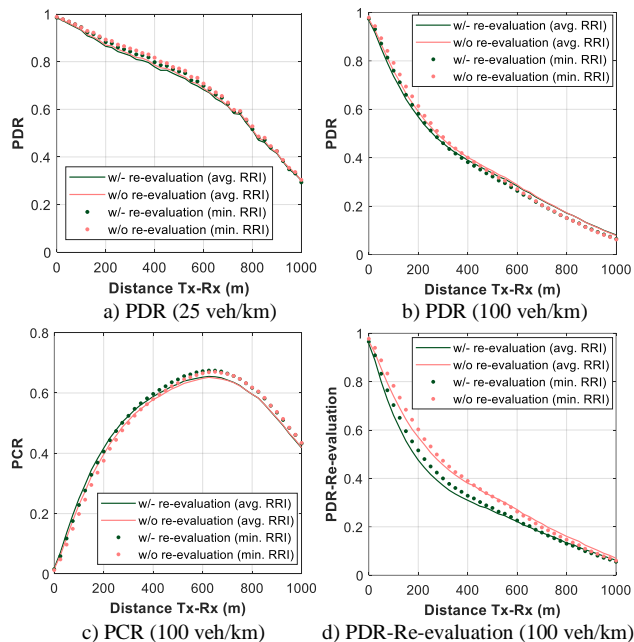 1
0.8
0.6
0.4
0.2
0
PDR
w/- re-evaluation (avg. RRI)
w/o re-evaluation (avg. RRI)
w/- re-evaluation (min. RRI)
w/o re-evaluation (min. RRI)
0 200 400 600 800 1000
Distance Tx-Rx (m)
a) PDR (25 veh/km)
1
0.8
0.6
0.4
0.2
0
PDR
w/- re-evaluation (avg. RRI)
w/o re-evaluation (avg. RRI)
w/- re-evaluation (min. RRI)
w/o re-evaluation (min. RRI)
0 200 400 600 800 1000
Distance Tx-Rx (m)
b) PDR (100 veh/km)
0.8
0.6
0.4
0.2
0
PCR
w/- re-evaluation (avg. RRI)
w/o re-evaluation (avg. RRI)
w/- re-evaluation (min. RRI)
w/o re-evaluation (min. RRI)
0 200 400 600 800 1000
Distance Tx-Rx (m)
c) PCR (100 veh/km)
1
0.8
0.6
0.4
0.2
0
PDR-Re-evaluation
w/- re-evaluation (avg. RRI)
w/o re-evaluation (avg. RRI)
w/- re-evaluation (min. RRI)
w/o re-evaluation (min. RRI)
0 200 400 600 800 1000
Distance Tx-Rx (m)
d) PDR-Re-evaluation (100 veh/km)